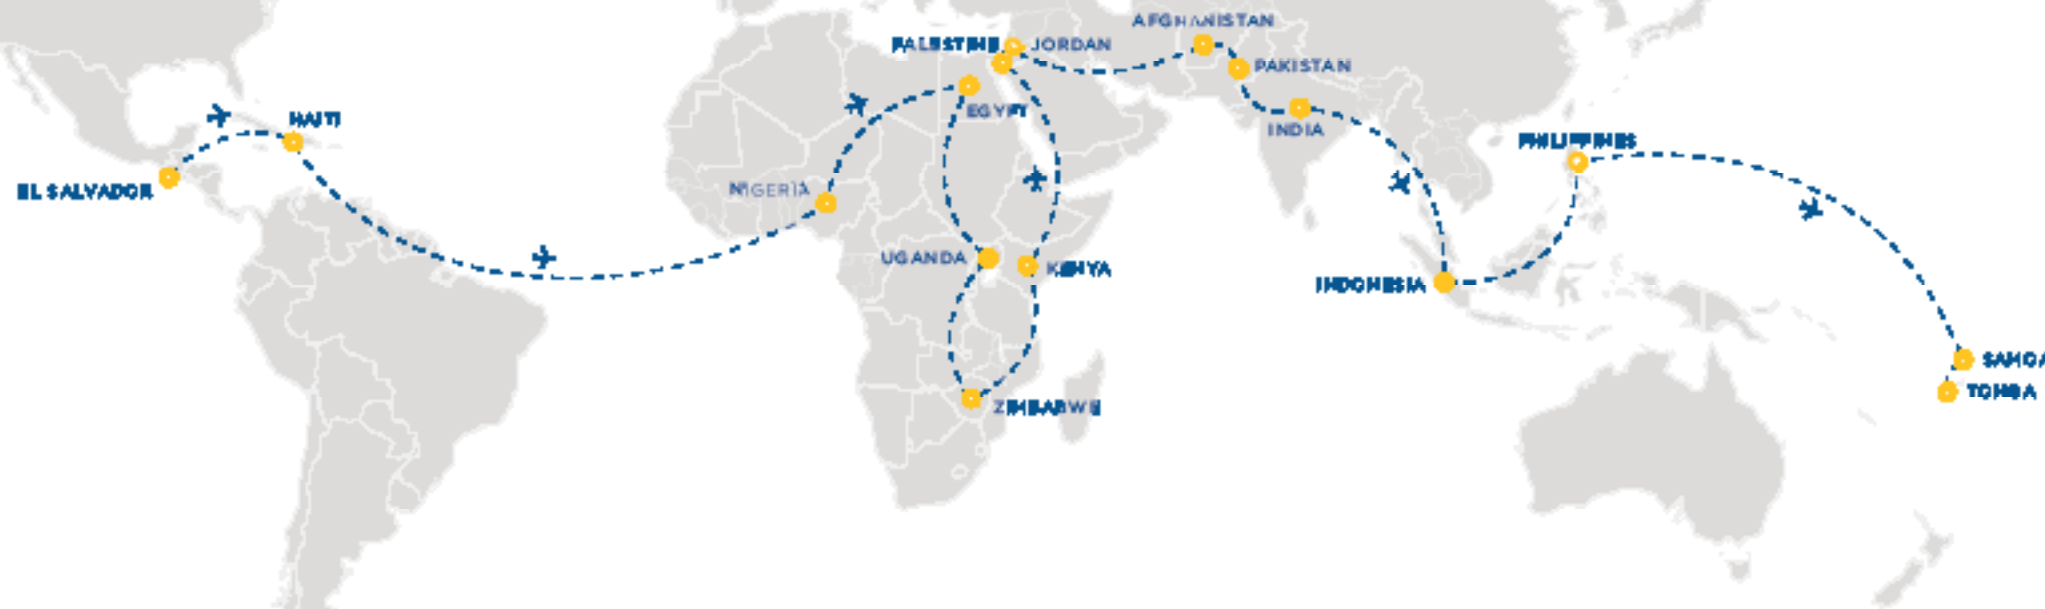 AFGHANISTAN
PALESTINE
JORDAN
PAKISTAN
EGYPT
HAITI
INDIA
PHILIPPINES
EL SALVADOR
NIGERIA
UGANDA
KENYA
INDONESIA
SAMOA
TONGA
ZIMBABWE